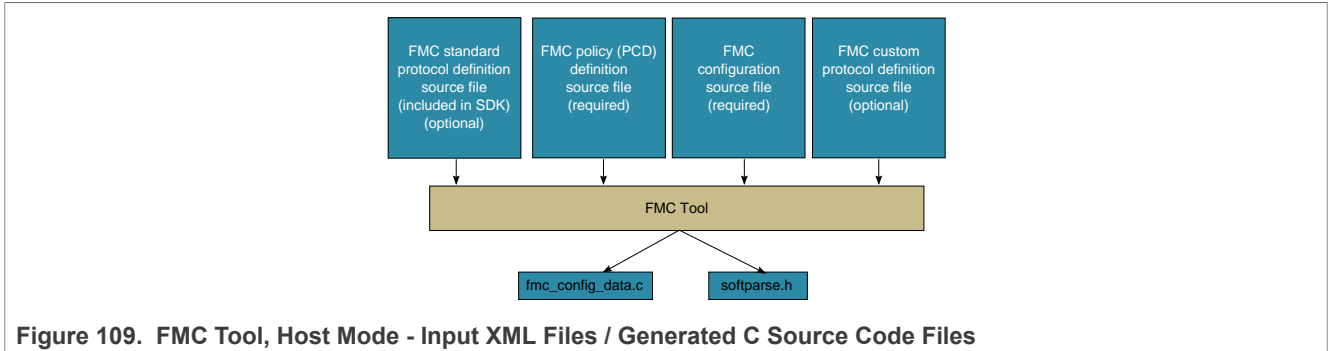 FMC standard
protocol definition
source file
(included in SDK)
(optional)
FMC policy (PCD)
definition
source file
(required)
FMC
configuration
source file
(required)
FMC custom
protocol definition
source file
(optional)
FMC Tool
fmc_config_data.c
softparse.h
Figure 109. FMC Tool, Host Mode - Input XML Files / Generated C Source Code Files